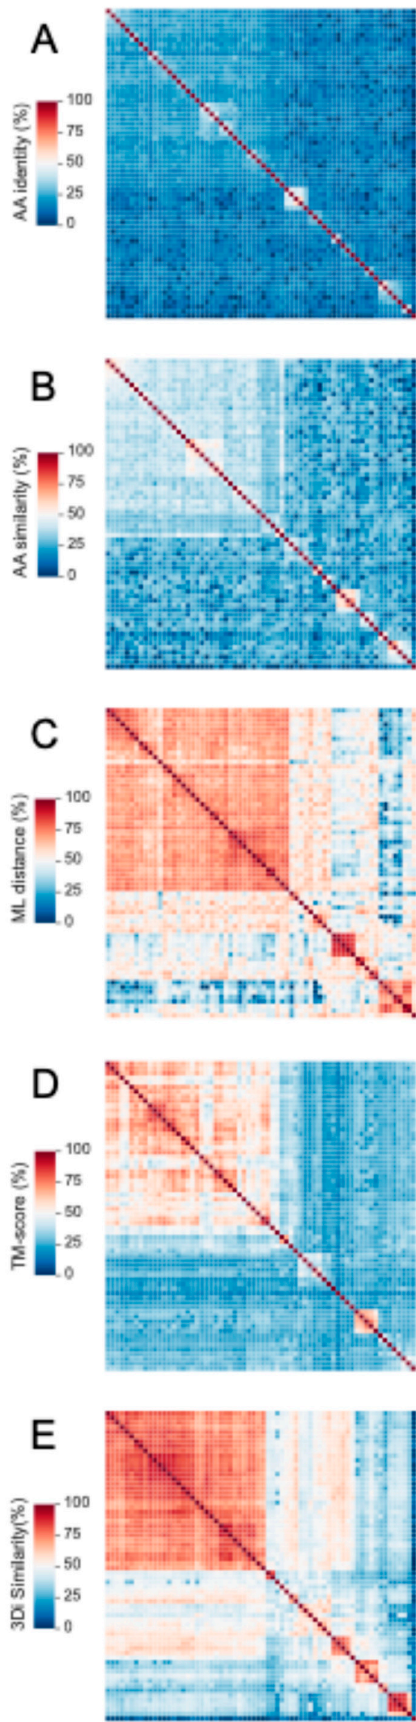 A
AA identity (%)
100
75
50
25
0
B
AA similarity (%)
100
75
50
25
0
C
ML distance (%)
100
75
50
25
0
D
TM-score (%)
100
75
50
25
0
E
3Di Similarity(%)
100
75
50
25
0